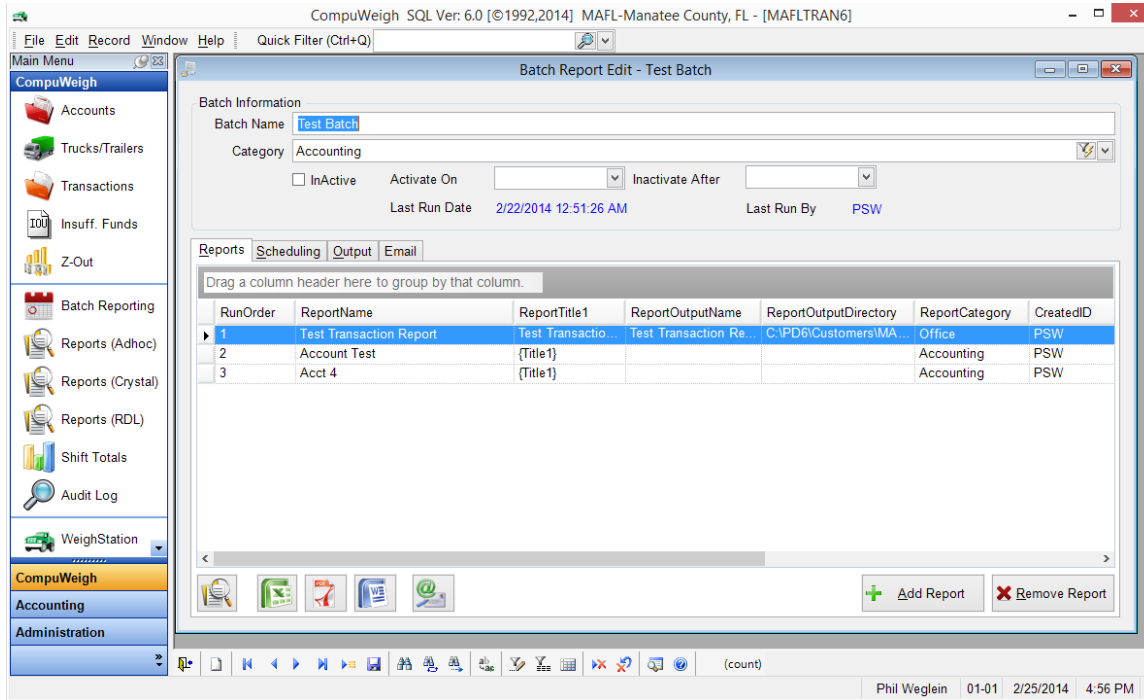 CompuWeigh SQL Ver: 6.0 [©1992,2014] MAFL-Manatee County, FL - [MAFLTRAN6]
File Edit Record Window Help Quick Filter (Ctrl+Q)
Main Menu
CompuWeigh
Accounts
Trucks/Trailers
Transactions
IOU
Insuff. Funds
Z-Out
Batch Reporting
Reports (Adhoc)
Reports (Crystal)
Reports (RDL)
Shift Totals
Audit Log
WeighStation
CompuWeigh
Accounting
Administration
Batch Report Edit - Test Batch
Batch Information
Batch Name Test Batch
Category Accounting
InActive Activate On Inactivate After
Last Run Date 2/22/2014 12:51:26 AM Last Run By PSW
Reports Scheduling Output Email
Drag a column header here to group by that column.
RunOrder ReportName ReportTitle1 ReportOutputName ReportOutputDirectory ReportCategory CreatedID
1 Test Transaction Report Test Transactio... Test Transaction Re... C:\PD6\Customers\MA... Office PSW
2 Account Test {Title1} Accounting PSW
3 Acct 4 {Title1} Accounting PSW
Add Report Remove Report
(count)
Phil Weglein 01-01 2/25/2014 4:56 PM